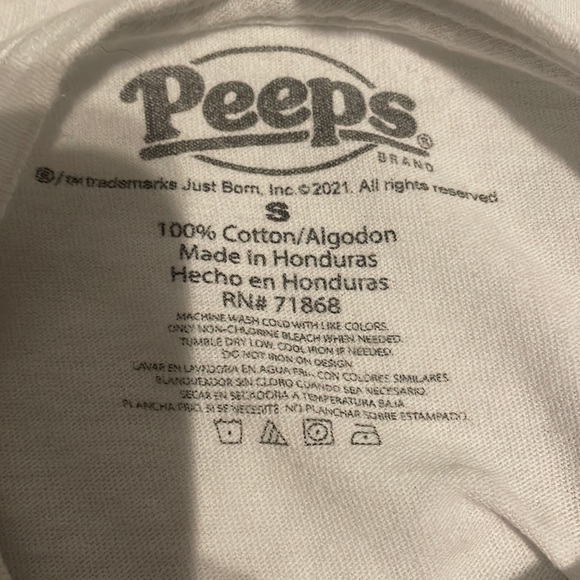 Peeps®
BRAND
®/™ trademarks Just Born, Inc. ©2021. All rights reserved.
S
100% Cotton/Algodon
Made in Honduras
Hecho en Honduras
RN# 71868
MACHINE WASH COLD WITH LIKE COLORS.
ONLY NON-CHLORINE BLEACH WHEN NEEDED.
TUMBLE DRY LOW. COOL IRON IF NEEDED.
DO NOT IRON ON DESIGN
LAVAR EN LAVADORA EN AGUA FRIA CON COLORES SIMILARES.
BLANQUEADOR SIN CLORO CUANDO SEA NECESARIO.
SECAR EN SECADORA A TEMPERATURA BAJA.
PLANCHA FRIO, SI SE NECESITE. NO PLANCHAR SOBRE ESTAMPADO.